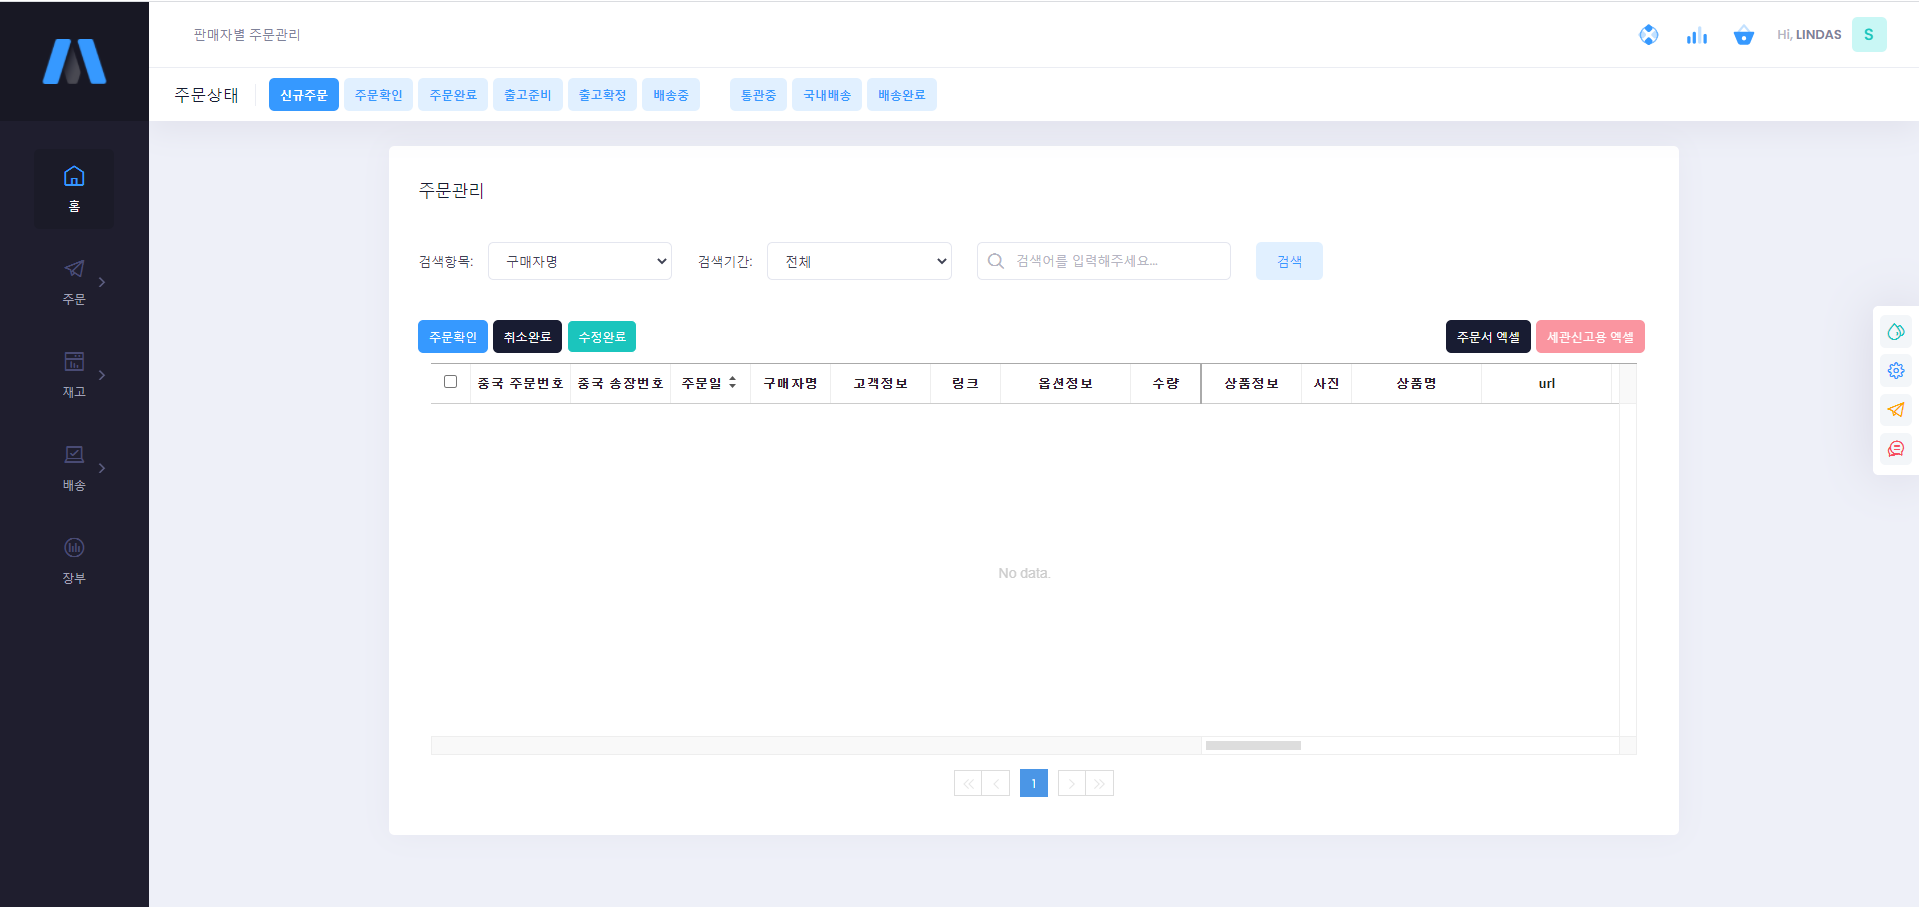 판매자별 주문관리
Hi, LINDAS S
주문상태 신규주문 주문확인 주문완료 출고준비 출고확정 배송중 통관중 국내배송 배송완료
홈
주문
재고
배송
장부
주문관리
검색항목: 구매자명 검색기간: 전체 검색어를 입력해주세요... 검색
주문확인 취소완료 수정완료 주문서 엑셀 세관신고용 엑셀
중국 주문번호 중국 송장번호 주문일 구매자명 고객정보 링크 옵션정보 수량 상품정보 사진 상품명 url
No data.
1